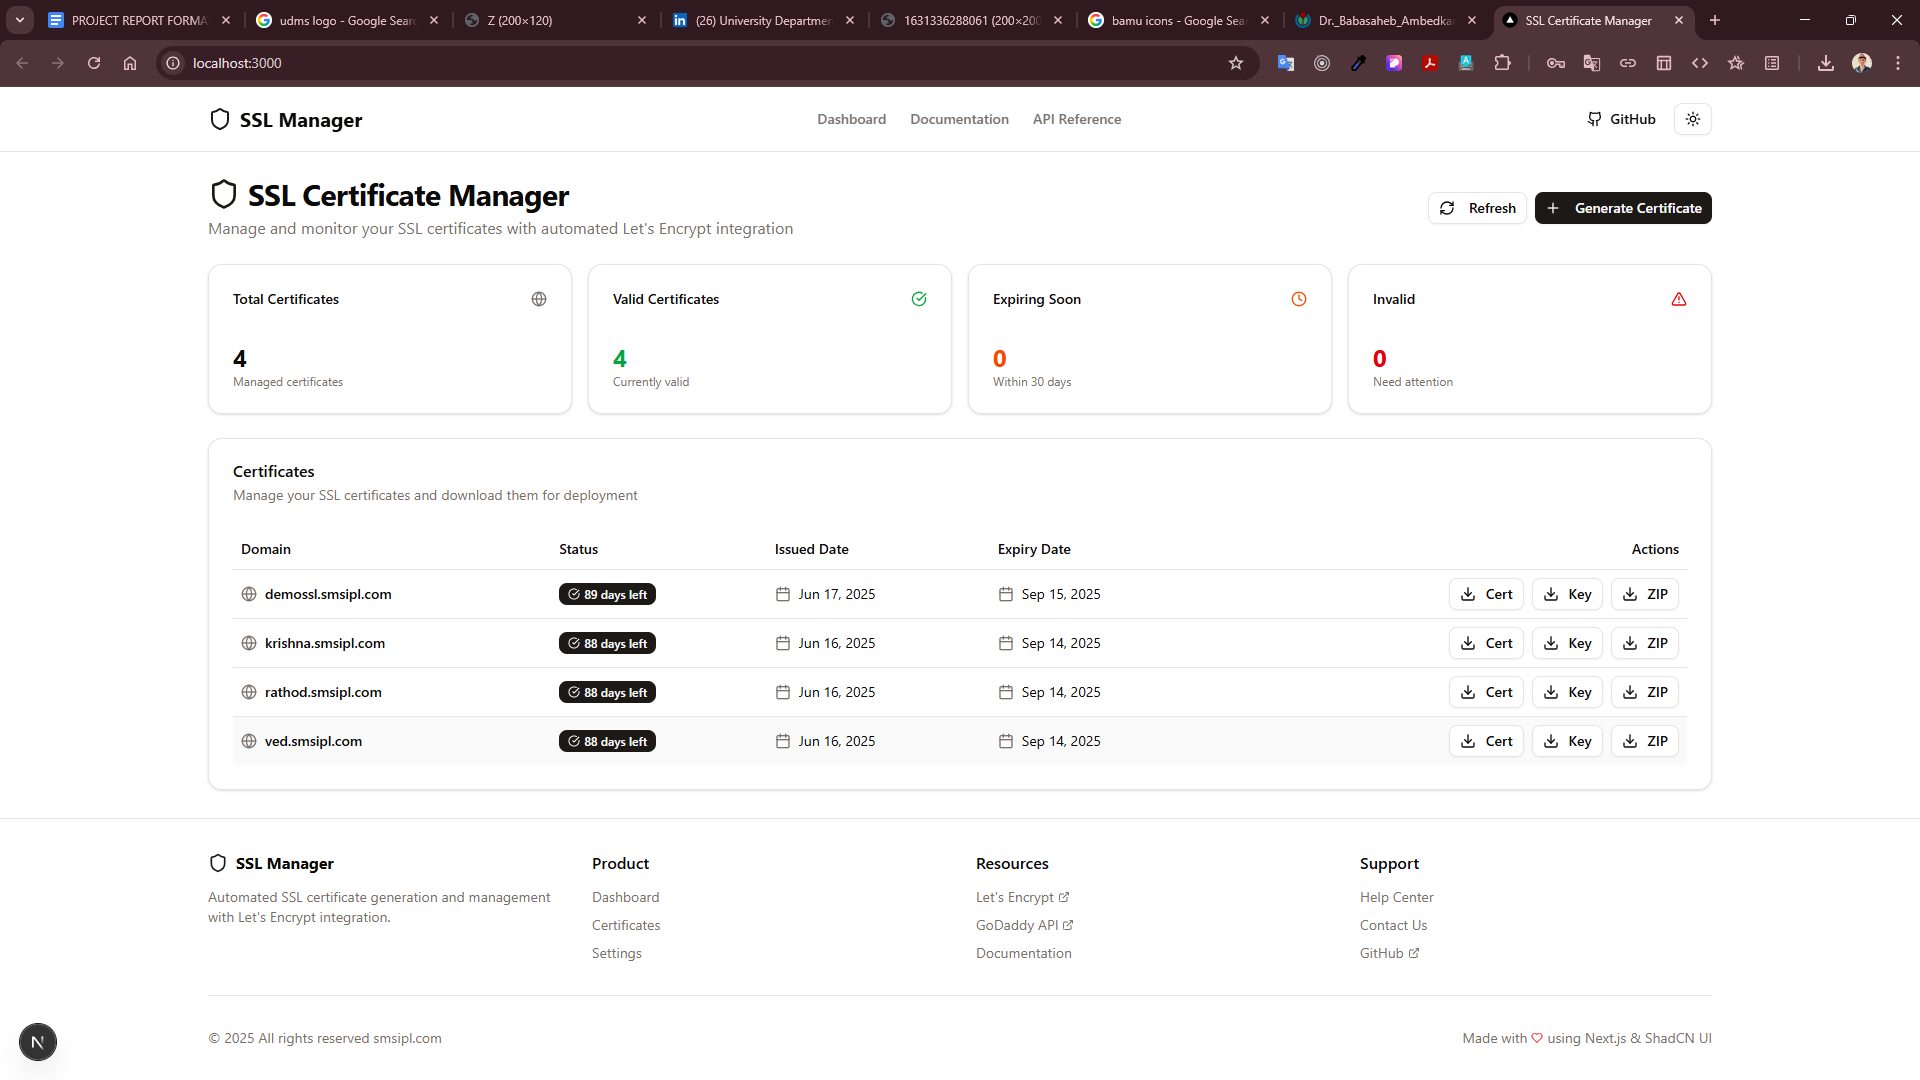 PROJECT REPORT FORMA
udms logo - Google Sear
Z (200×120)
(26) University Departmen
1631336288061 (200×200
bamu icons - Google Sea
Dr._Babasaheb_Ambedka
SSL Certificate Manager
localhost:3000
SSL Manager
Dashboard
Documentation
API Reference
GitHub
SSL Certificate Manager
Manage and monitor your SSL certificates with automated Let's Encrypt integration
Refresh
Generate Certificate
Total Certificates
4
Managed certificates
Valid Certificates
4
Currently valid
Expiring Soon
0
Within 30 days
Invalid
0
Need attention
Certificates
Manage your SSL certificates and download them for deployment
Domain Status Issued Date Expiry Date Actions
demossl.smsipl.com 89 days left Jun 17, 2025 Sep 15, 2025 Cert Key ZIP
krishna.smsipl.com 88 days left Jun 16, 2025 Sep 14, 2025 Cert Key ZIP
rathod.smsipl.com 88 days left Jun 16, 2025 Sep 14, 2025 Cert Key ZIP
ved.smsipl.com 88 days left Jun 16, 2025 Sep 14, 2025 Cert Key ZIP
SSL Manager
Automated SSL certificate generation and management
with Let's Encrypt integration.
Product
Dashboard
Certificates
Settings
Resources
Let's Encrypt
GoDaddy API
Documentation
Support
Help Center
Contact Us
GitHub
N
© 2025 All rights reserved smsipl.com
Made with ♡ using Next.js & ShadCN UI